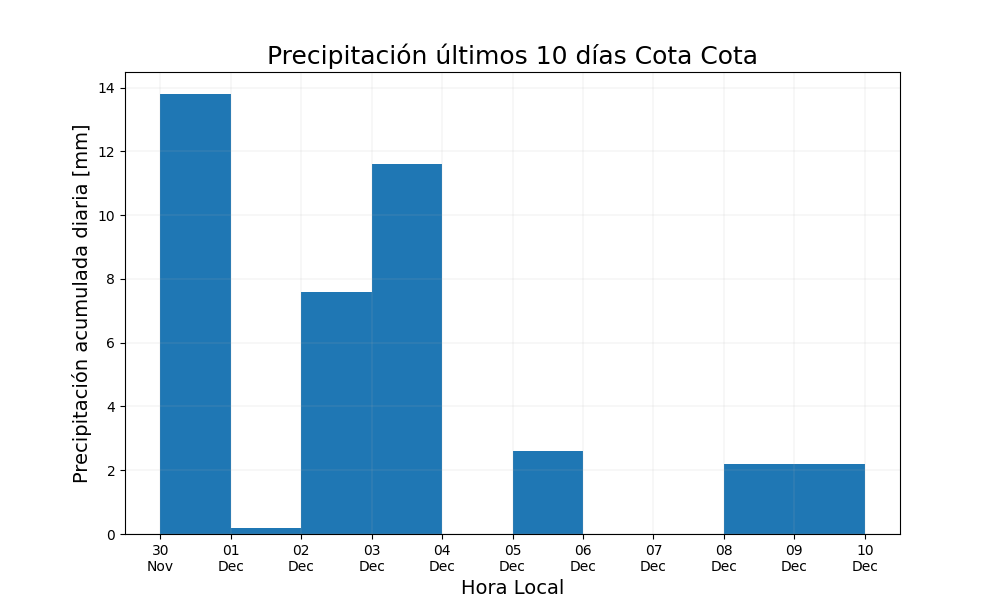 Precipitación últimos 10 días Cota Cota
Precipitación acumulada diaria [mm]
14
12
10
8
6
4
2
0
30 01 02 03 04 05 06 07 08 09 10
Nov Dec Dec Dec Dec Dec Dec Dec Dec Dec Dec
Hora Local